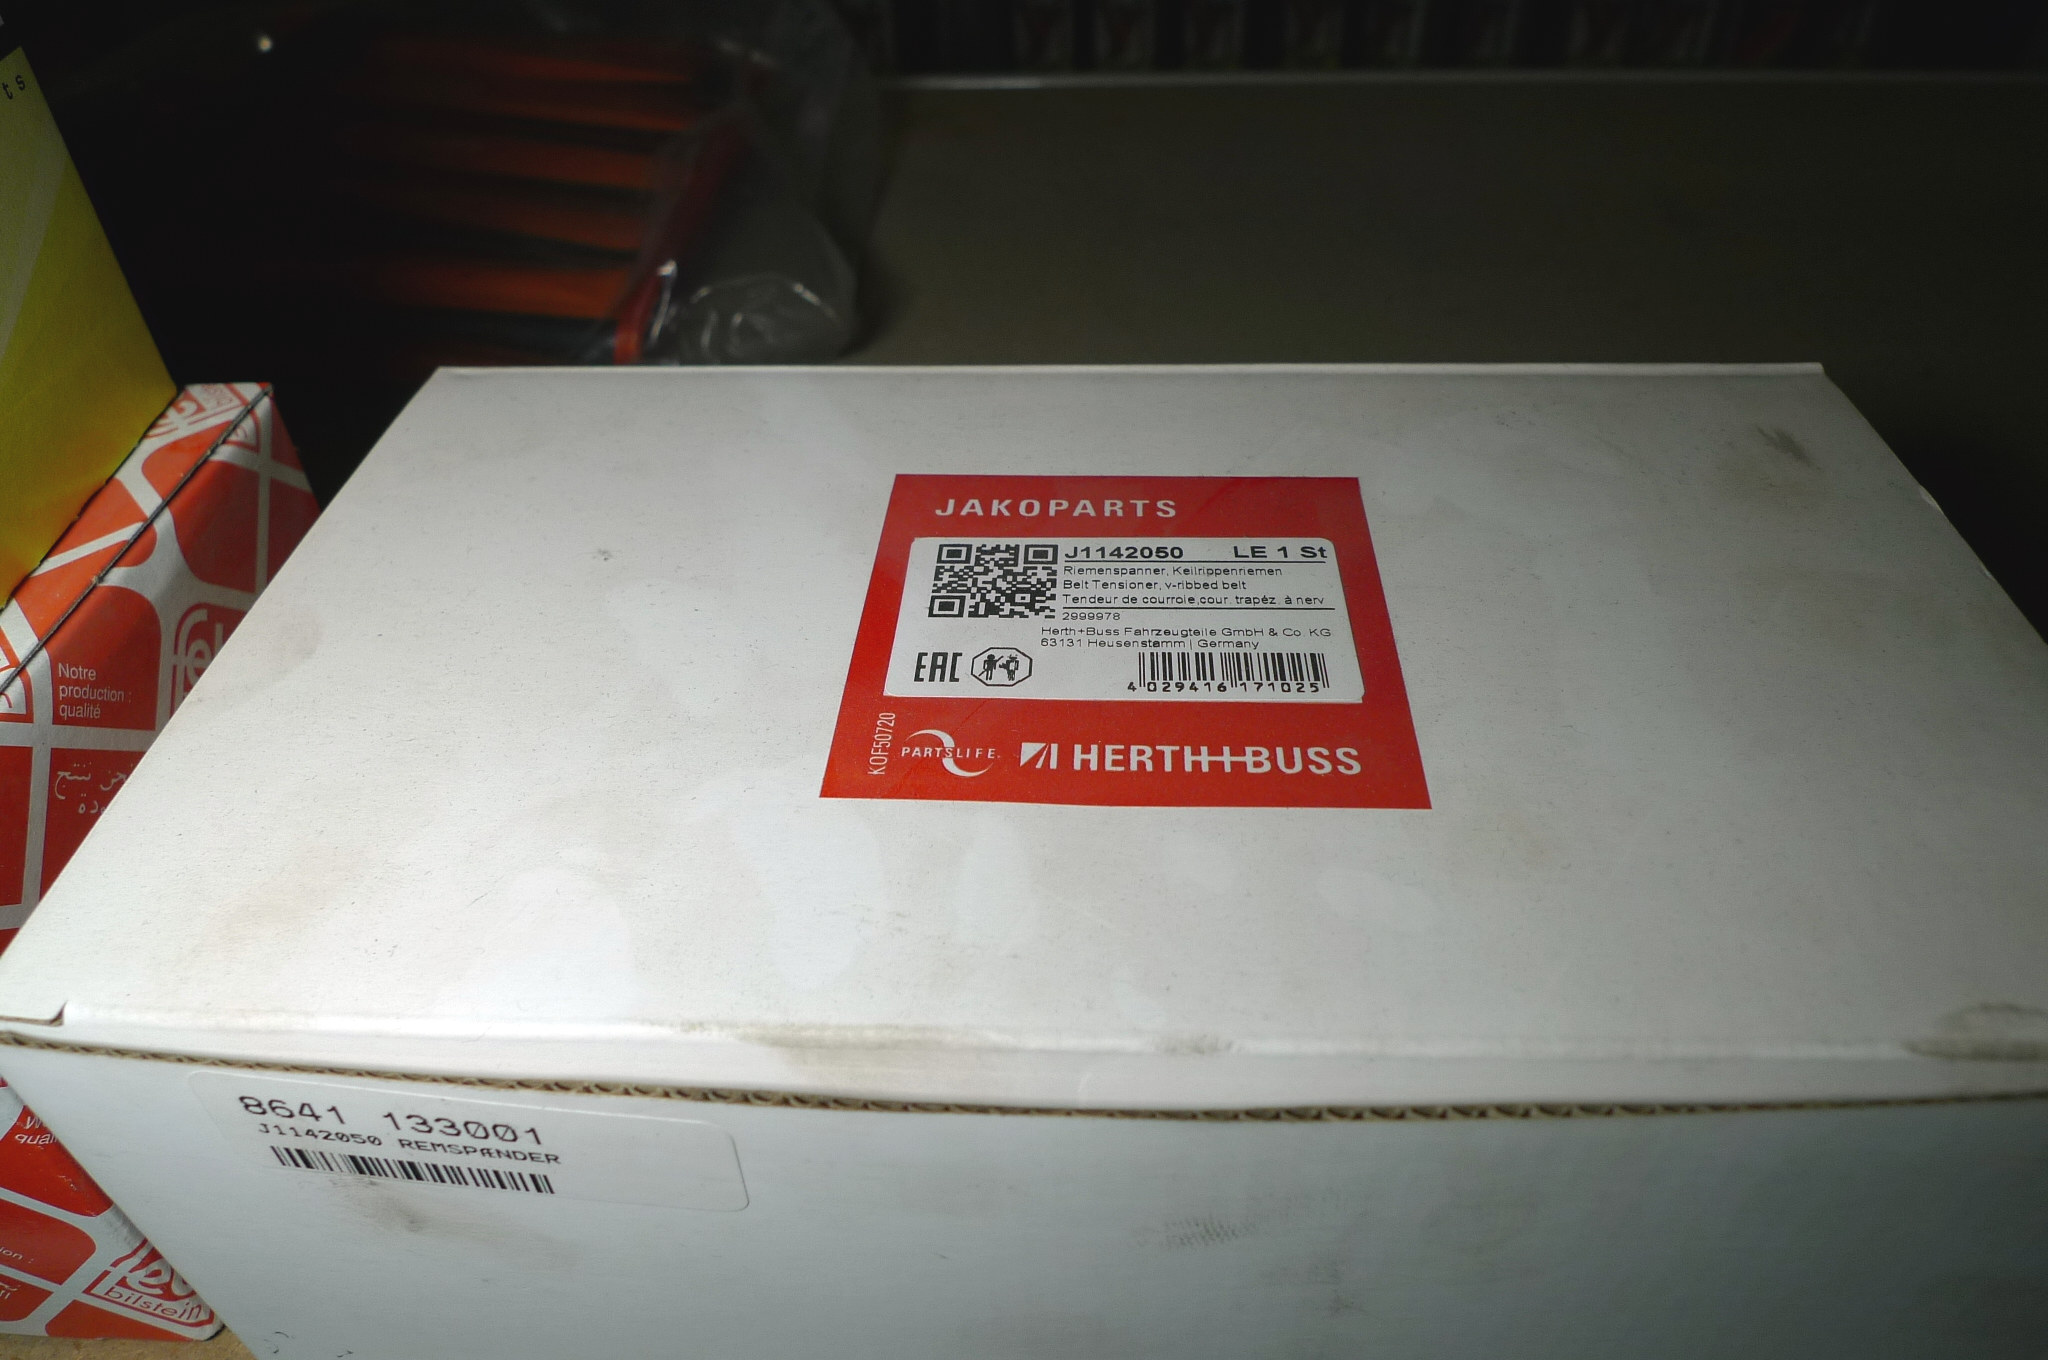 ts
JAKOPARTS
J1142050 LE 1 St
Riemenspanner, Keilrippenriemen
Belt Tensioner, v-ribbed belt
Tendeur de courroie,cour. trapéz. à nerv
2999978
Herth+Buss Fahrzeugteile GmbH & Co. KG
63131 Heusenstamm | Germany
EAC
4 029416 171025
KOF50720
PARTSLIFE
HERTH+BUSS
Notre
production :
qualité
8641 133001
J1142050 REMSPÆNDER
bilstein